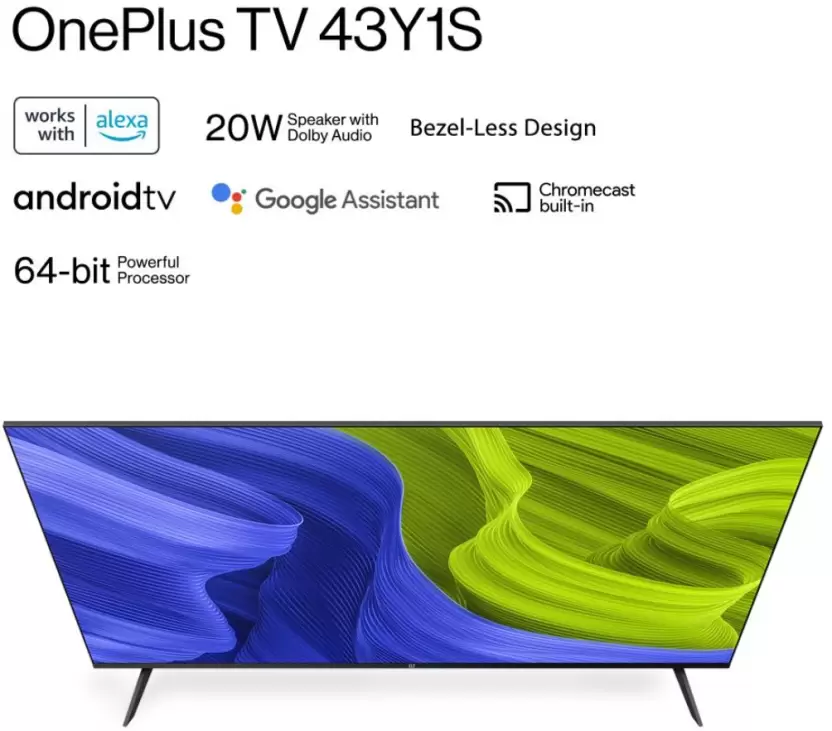 OnePlus TV 43Y1S
works with alexa
20W Speaker with Dolby Audio
Bezel-Less Design
androidtv
Google Assistant
Chromecast built-in
64-bit Powerful Processor